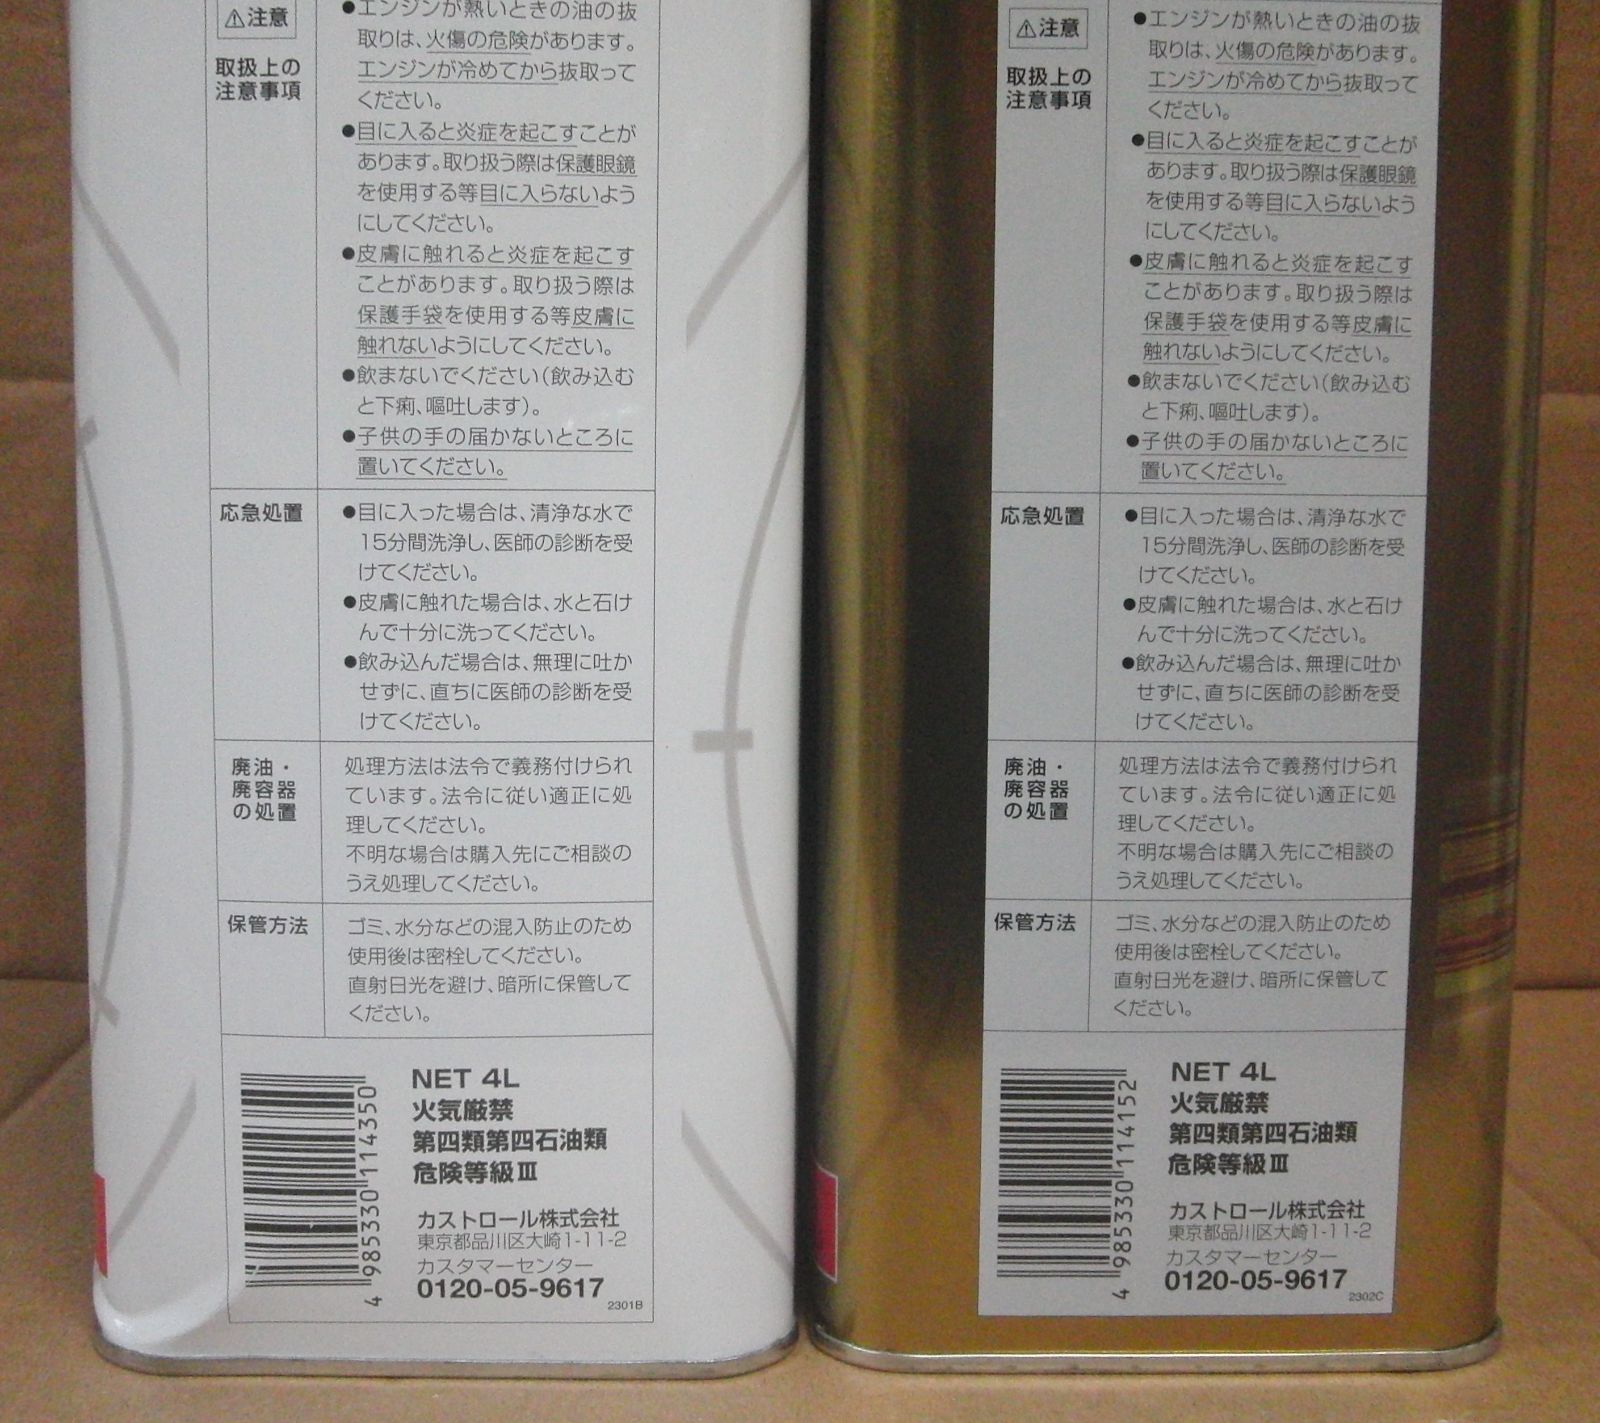 ⚠注意
取扱上の
注意事項
●エンジンが熱いときの油の抜
取りは、火傷の危険があります。
エンジンが冷めてから抜取って
ください。
●目に入ると炎症を起こすことが
あります。取り扱う際は保護眼鏡
を使用する等目に入らないよう
にしてください。
●皮膚に触れると炎症を起こす
ことがあります。取り扱う際は
保護手袋を使用する等皮膚に
触れないようにしてください。
●飲まないでください(飲み込む
と下痢、嘔吐します)。
●子供の手の届かないところに
置いてください。
応急処置
●目に入った場合は、清浄な水で
15分間洗浄し、医師の診断を受
けてください。
●皮膚に触れた場合は、水と石け
んで十分に洗ってください。
●飲み込んだ場合は、無理に吐か
せずに、直ちに医師の診断を受
けてください。
廃油・
廃容器
の処置
処理方法は法令で義務付けられ
ています。法令に従い適正に処
理してください。
不明な場合は購入先にご相談の
うえ処理してください。
保管方法
ゴミ、水分などの混入防止のため
使用後は密栓してください。
直射日光を避け、暗所に保管して
ください。
4 985330 114350
NET 4L
火気厳禁
第四類第四石油類
危険等級Ⅲ
カストロール株式会社
東京都品川区大崎1-11-2
カスタマーセンター
0120-05-9617
2301B
⚠注意
取扱上の
注意事項
●エンジンが熱いときの油の抜
取りは、火傷の危険があります。
エンジンが冷めてから抜取って
ください。
●目に入ると炎症を起こすことが
あります。取り扱う際は保護眼鏡
を使用する等目に入らないよう
にしてください。
●皮膚に触れると炎症を起こす
ことがあります。取り扱う際は
保護手袋を使用する等皮膚に
触れないようにしてください。
●飲まないでください(飲み込む
と下痢、嘔吐します)。
●子供の手の届かないところに
置いてください。
応急処置
●目に入った場合は、清浄な水で
15分間洗浄し、医師の診断を受
けてください。
●皮膚に触れた場合は、水と石け
んで十分に洗ってください。
●飲み込んだ場合は、無理に吐か
せずに、直ちに医師の診断を受
けてください。
廃油・
廃容器
の処置
処理方法は法令で義務付けられ
ています。法令に従い適正に処
理してください。
不明な場合は購入先にご相談の
うえ処理してください。
保管方法
ゴミ、水分などの混入防止のため
使用後は密栓してください。
直射日光を避け、暗所に保管して
ください。
4 985330 114152
NET 4L
火気厳禁
第四類第四石油類
危険等級Ⅲ
カストロール株式会社
東京都品川区大崎1-11-2
カスタマーセンター
0120-05-9617
2302C